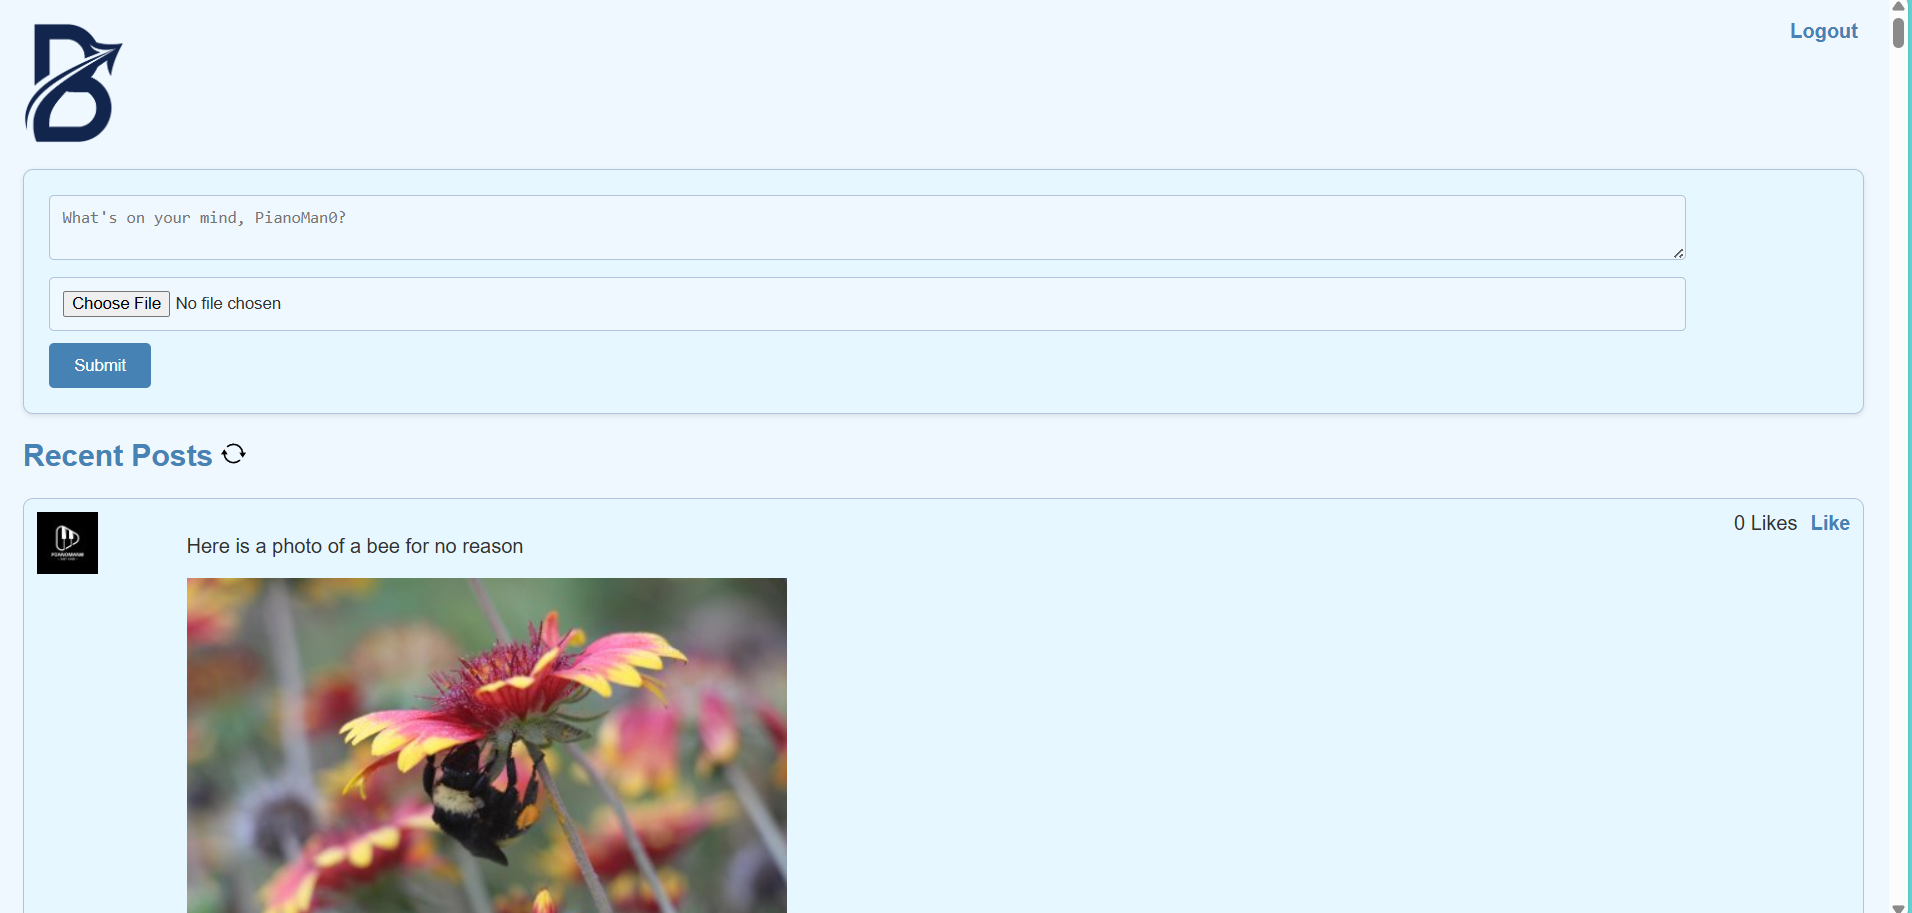 Logout
What's on your mind, PianoMan0?
Choose File No file chosen
Submit
Recent Posts
0 Likes Like
Here is a photo of a bee for no reason